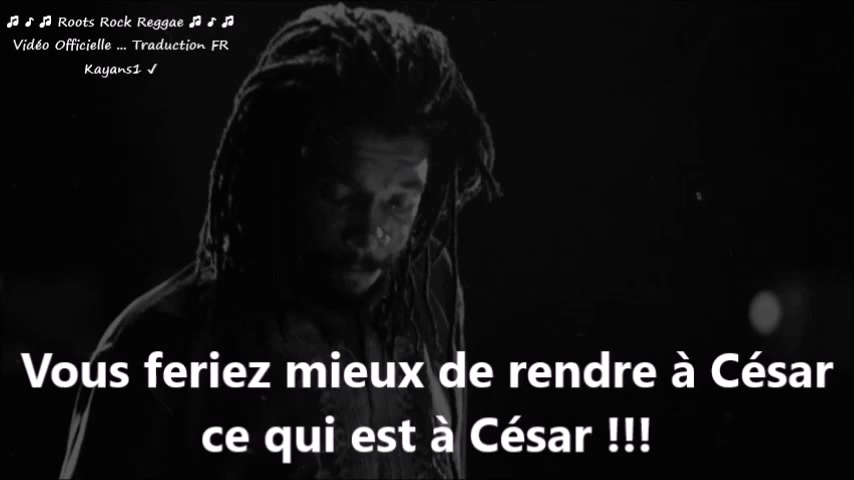 ♫ ♪ ♫ Roots Rock Reggae ♫ ♪ ♫
Vidéo Officielle ... Traduction FR
Kayans1 ✓
Vous feriez mieux de rendre à César
ce qui est à César !!!